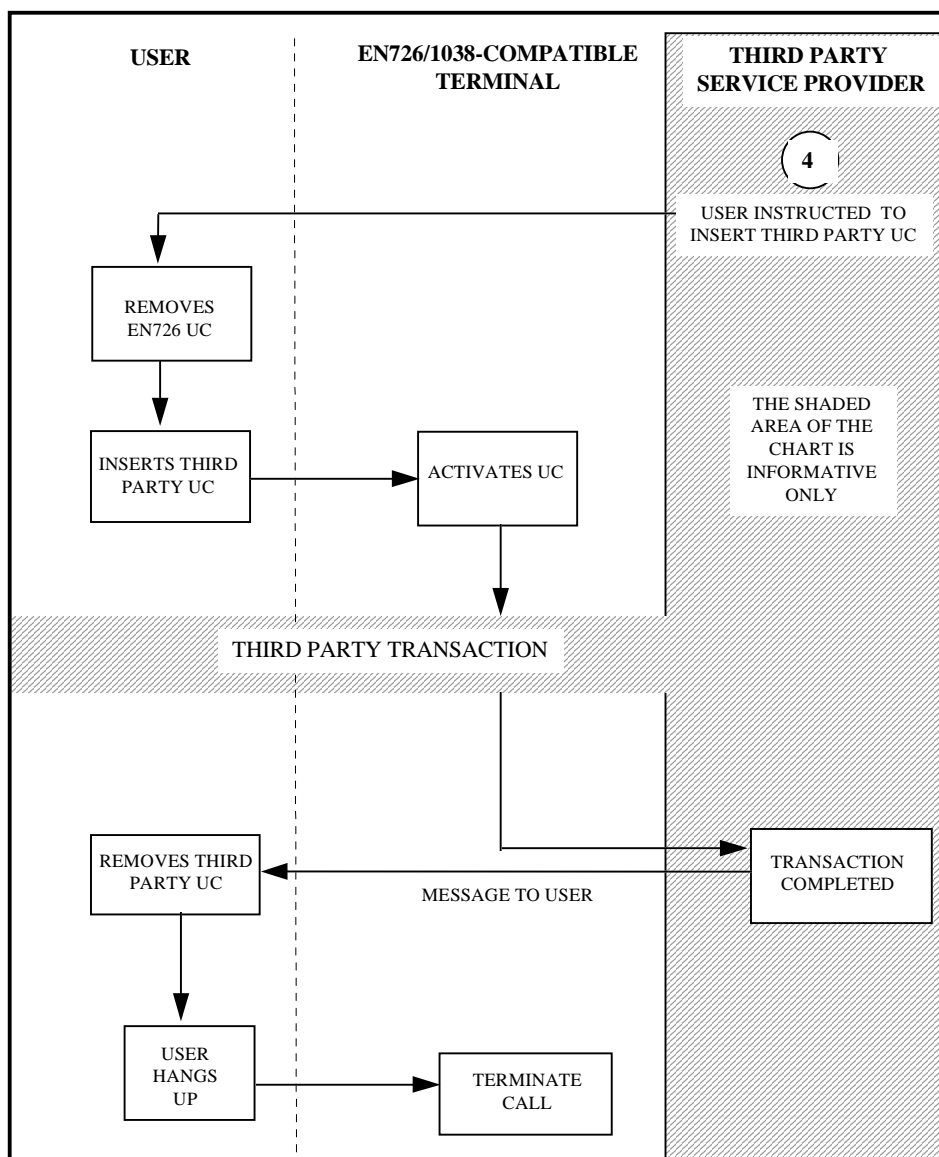 USER
EN726/1038-COMPATIBLE
TERMINAL
THIRD PARTY
SERVICE PROVIDER
4
USER INSTRUCTED TO
INSERT THIRD PARTY UC
REMOVES
EN726 UC
INSERTS THIRD
PARTY UC
ACTIVATES UC
THE SHADED
AREA OF THE
CHART IS
INFORMATIVE
ONLY
THIRD PARTY TRANSACTION
REMOVES THIRD
PARTY UC
MESSAGE TO USER
TRANSACTION
COMPLETED
USER
HANGS
UP
TERMINATE
CALL